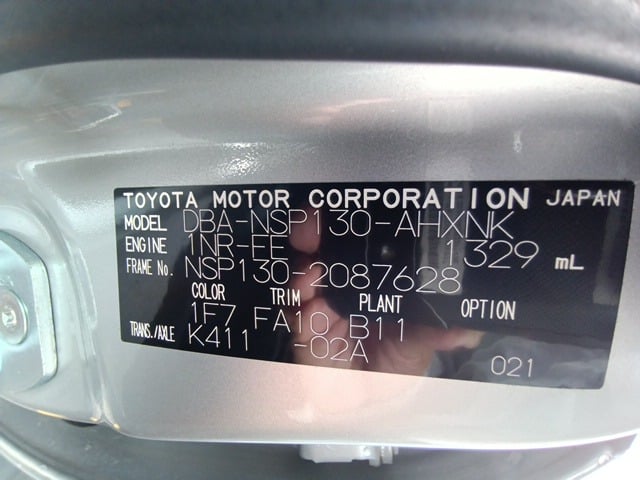 TOYOTA MOTOR CORPORATION JAPAN
MODEL DBA-NSP130-AHXNK
ENGINE 1NR-FE 1329 mL
FRAME No. NSP130-2087628
COLOR TRIM PLANT OPTION
1F7 FA10 B11
TRANS./AXLE K411 -02A
021